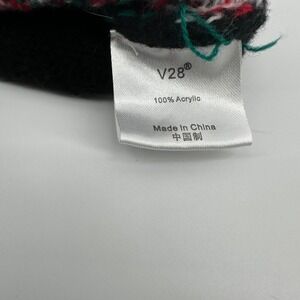 V28®
100% Acrylic
Made in China
中国制